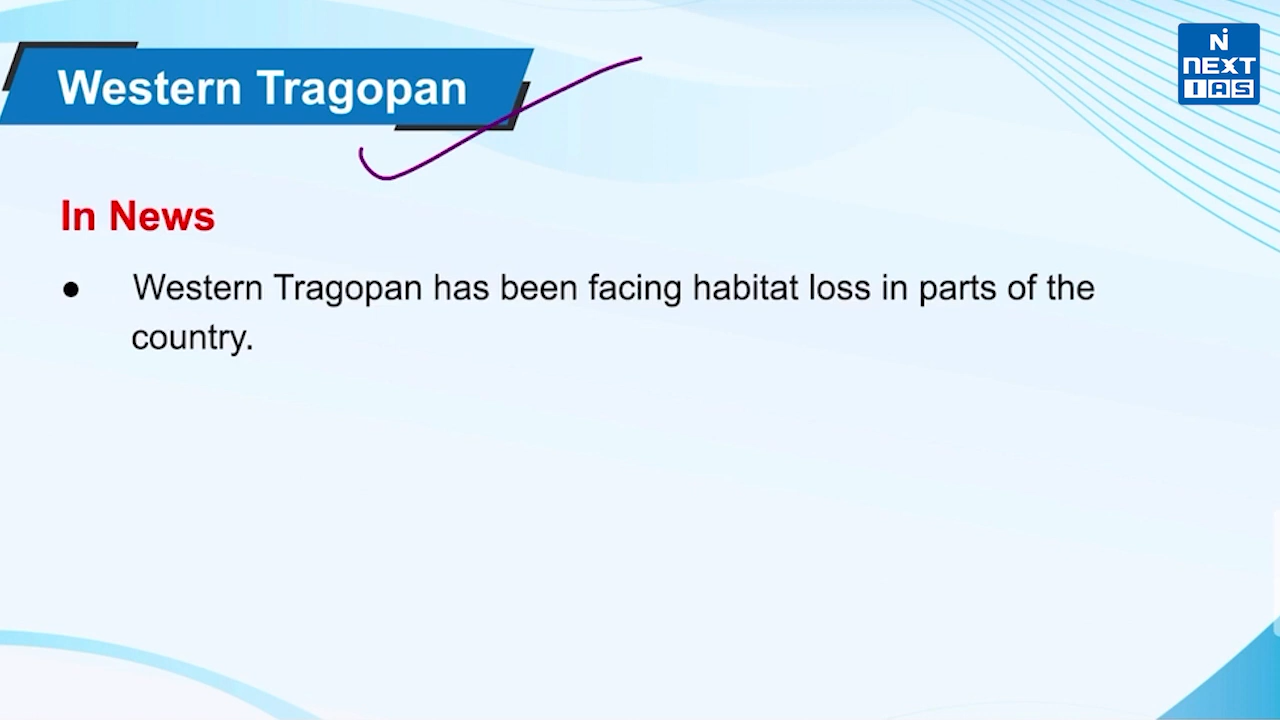 Western Tragopan
NEXT
IAS
In News
● Western Tragopan has been facing habitat loss in parts of the
country.